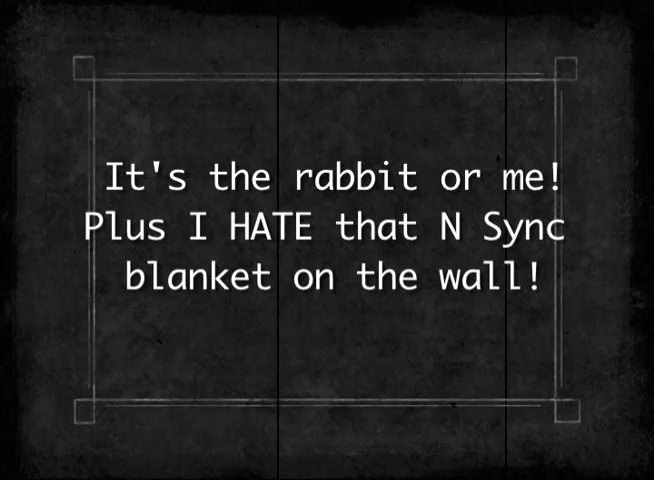 It's the rabbit or me!
Plus I HATE that N Sync
blanket on the wall!